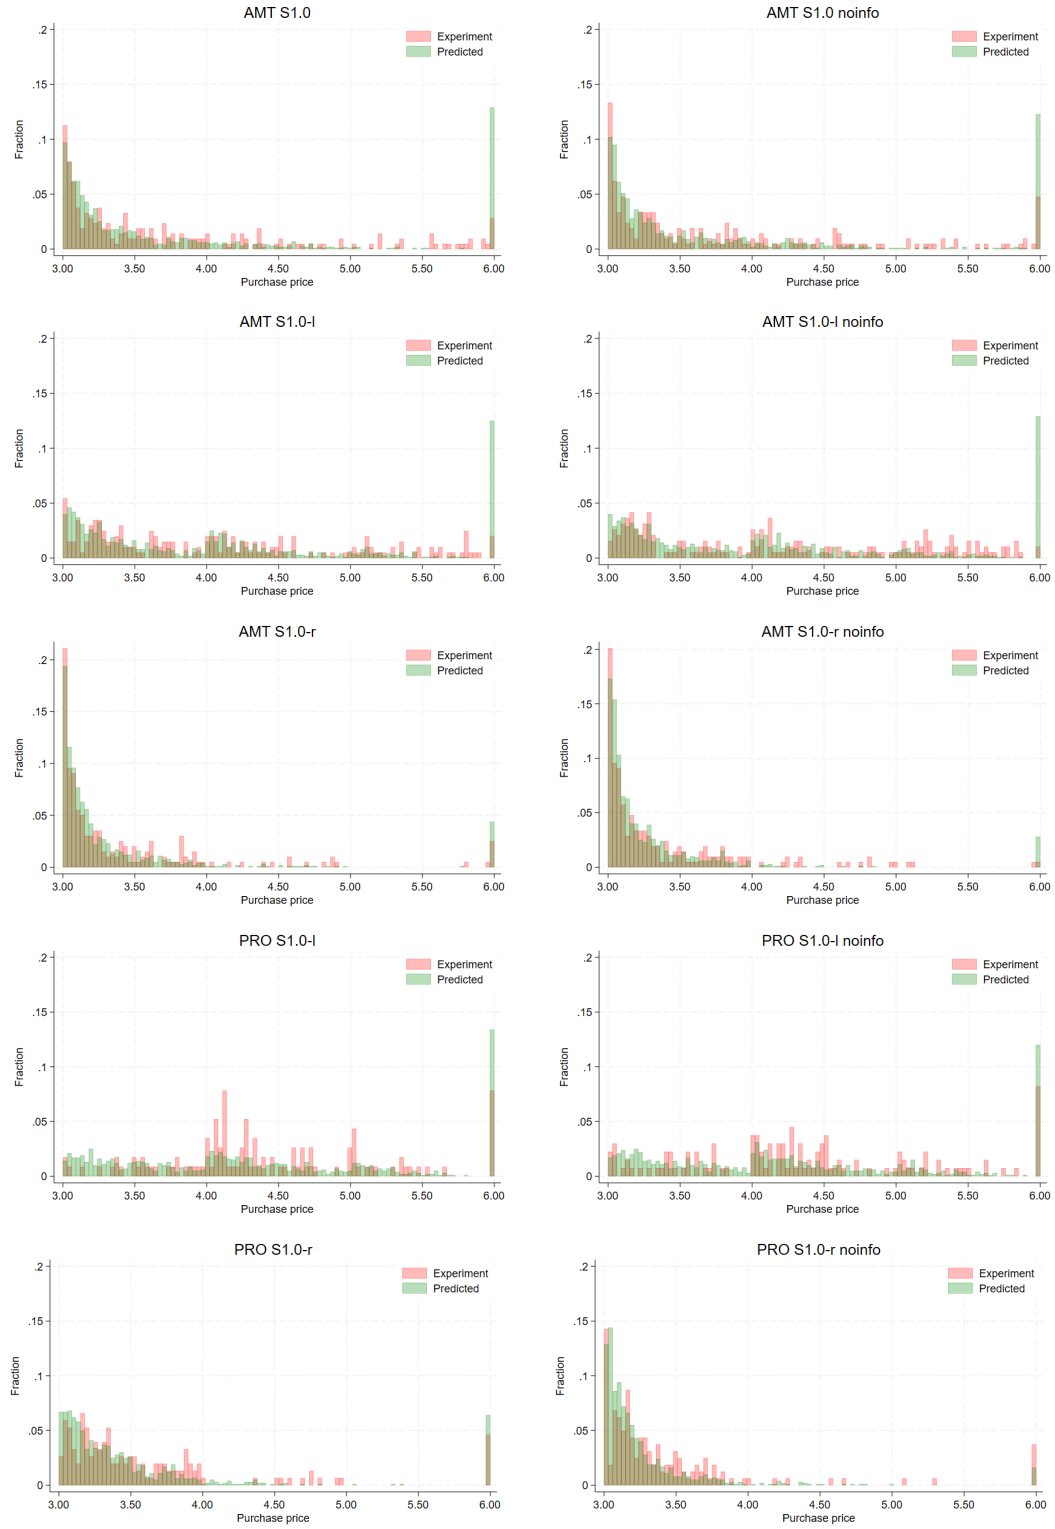 AMT S1.0
.2
.15
.1
.05
0
Fraction
Experiment
Predicted
3.00 3.50 4.00 4.50 5.00 5.50 6.00
Purchase price
AMT S1.0 noinfo
.2
.15
.1
.05
0
Fraction
Experiment
Predicted
3.00 3.50 4.00 4.50 5.00 5.50 6.00
Purchase price
AMT S1.0-l
.2
.15
.1
.05
0
Fraction
Experiment
Predicted
3.00 3.50 4.00 4.50 5.00 5.50 6.00
Purchase price
AMT S1.0-l noinfo
.2
.15
.1
.05
0
Fraction
Experiment
Predicted
3.00 3.50 4.00 4.50 5.00 5.50 6.00
Purchase price
AMT S1.0-r
.2
.15
.1
.05
0
Fraction
Experiment
Predicted
3.00 3.50 4.00 4.50 5.00 5.50 6.00
Purchase price
AMT S1.0-r noinfo
.2
.15
.1
.05
0
Fraction
Experiment
Predicted
3.00 3.50 4.00 4.50 5.00 5.50 6.00
Purchase price
PRO S1.0-l
.2
.15
.1
.05
0
Fraction
Experiment
Predicted
3.00 3.50 4.00 4.50 5.00 5.50 6.00
Purchase price
PRO S1.0-l noinfo
.2
.15
.1
.05
0
Fraction
Experiment
Predicted
3.00 3.50 4.00 4.50 5.00 5.50 6.00
Purchase price
PRO S1.0-r
.2
.15
.1
.05
0
Fraction
Experiment
Predicted
3.00 3.50 4.00 4.50 5.00 5.50 6.00
Purchase price
PRO S1.0-r noinfo
.2
.15
.1
.05
0
Fraction
Experiment
Predicted
3.00 3.50 4.00 4.50 5.00 5.50 6.00
Purchase price